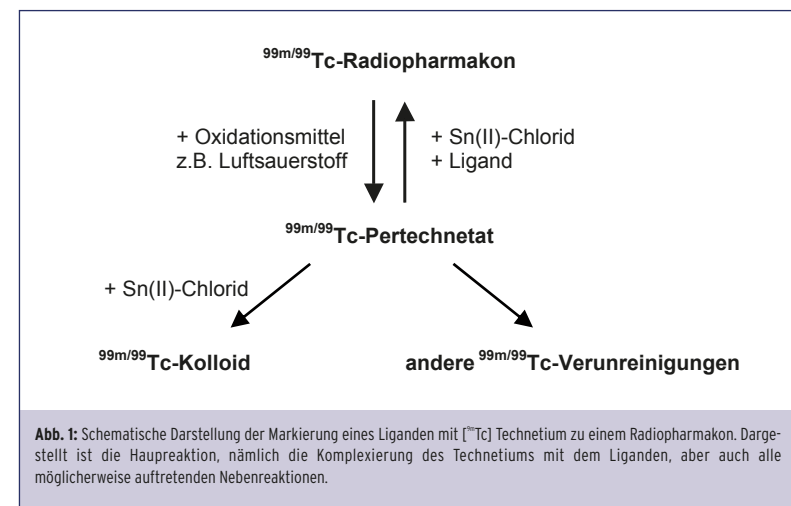 99m/99Tc-Radiopharmakon
+ Oxidationsmittel
z.B. Luftsauerstoff
+ Sn(II)-Chlorid
+ Ligand
99m/99Tc-Pertechnetat
+ Sn(II)-Chlorid
99m/99Tc-Kolloid
andere 99m/99Tc-Verunreinigungen
Abb. 1: Schematische Darstellung der Markierung eines Liganden mit [99mTc] Technetium zu einem Radiopharmakon. Darge-
stellt ist die Haupreaktion, nämlich die Komplexierung des Technetiums mit dem Liganden, aber auch alle
möglicherweise auftretenden Nebenreaktionen.